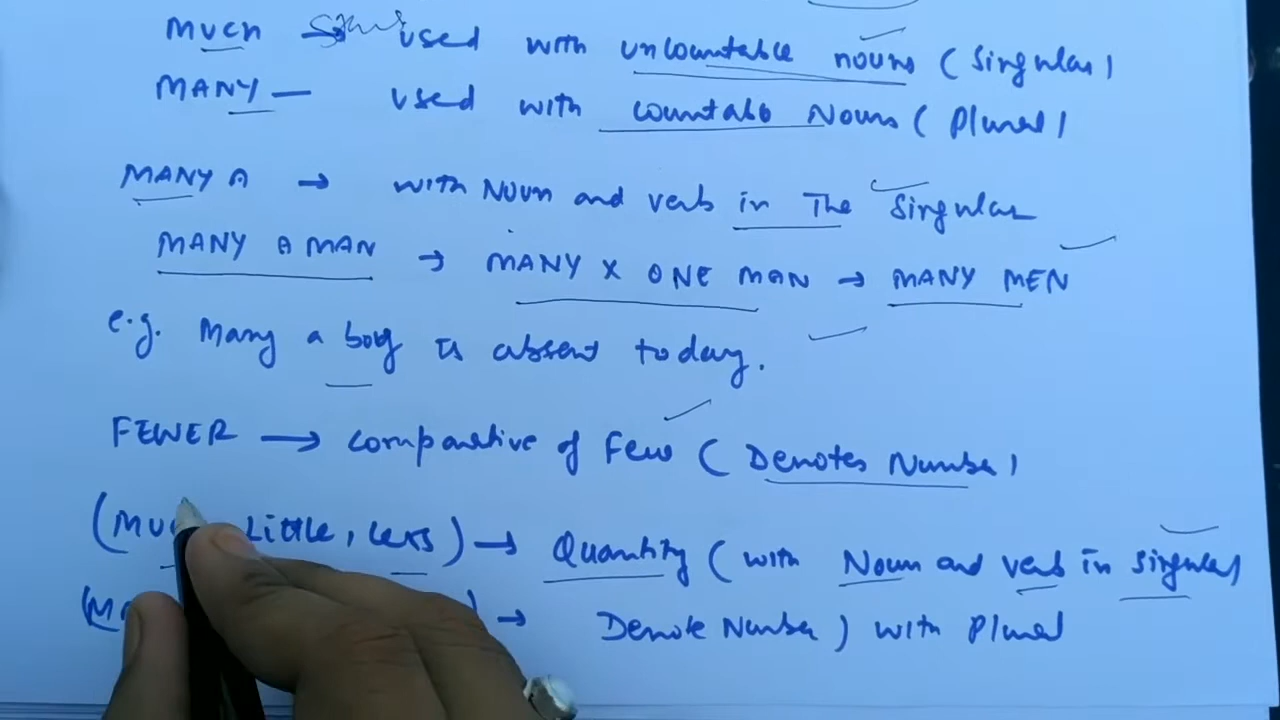 MUCH → used with uncountable nouns (Singular)
MANY — used with countable Nouns (Plural)
MANY A → with Noun and verb in The Singular
MANY A MAN → MANY X ONE MAN → MANY MEN
e.g. Many a boy is absent today.
FEWER → comparative of Few (Denotes Number)
(Little, Less) → Quantity (with Noun and verb in singular
) → Denote Number) with Plural